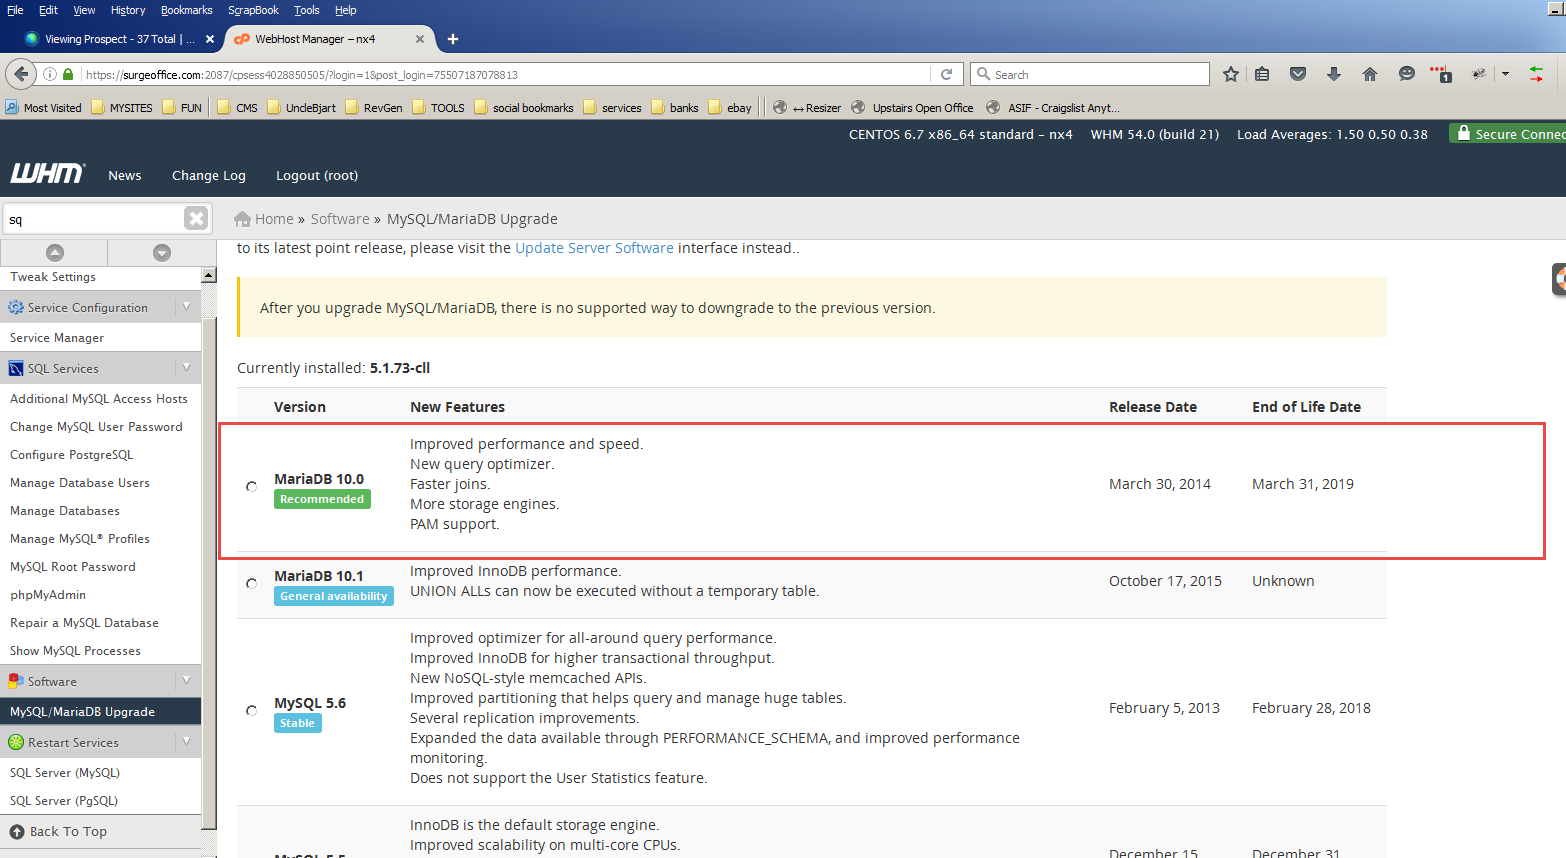 File Edit View History Bookmarks ScrapBook Tools Help
Viewing Prospect - 37 Total | ... × WebHost Manager – nx4 × +
https://surgeoffice.com:2087/cpsess4028850505/?login=1&post_login=75507187078813 Search 1
Most Visited MYSITES FUN CMS UncleBjart RevGen TOOLS social bookmarks services banks ebay ↔ Resizer Upstairs Open Office ASIF - Craigslist Anyt...
CENTOS 6.7 x86_64 standard – nx4 WHM 54.0 (build 21) Load Averages: 1.50 0.50 0.38 Secure Connec
WHM News Change Log Logout (root)
sq
Home » Software » MySQL/MariaDB Upgrade
Tweak Settings
Service Configuration
Service Manager
SQL Services
Additional MySQL Access Hosts
Change MySQL User Password
Configure PostgreSQL
Manage Database Users
Manage Databases
Manage MySQL® Profiles
MySQL Root Password
phpMyAdmin
Repair a MySQL Database
Show MySQL Processes
Software
MySQL/MariaDB Upgrade
Restart Services
SQL Server (MySQL)
SQL Server (PgSQL)
Back To Top
to its latest point release, please visit the Update Server Software interface instead..
After you upgrade MySQL/MariaDB, there is no supported way to downgrade to the previous version.
Currently installed: 5.1.73-cll
Version New Features Release Date End of Life Date
MariaDB 10.0
Recommended
Improved performance and speed.
New query optimizer.
Faster joins.
More storage engines.
PAM support.
March 30, 2014 March 31, 2019
MariaDB 10.1
General availability
Improved InnoDB performance.
UNION ALLs can now be executed without a temporary table.
October 17, 2015 Unknown
MySQL 5.6
Stable
Improved optimizer for all-around query performance.
Improved InnoDB for higher transactional throughput.
New NoSQL-style memcached APIs.
Improved partitioning that helps query and manage huge tables.
Several replication improvements.
Expanded the data available through PERFORMANCE_SCHEMA, and improved performance
monitoring.
Does not support the User Statistics feature.
February 5, 2013 February 28, 2018
MySQL 5.5
InnoDB is the default storage engine.
Improved scalability on multi-core CPUs.
December 15, December 31,